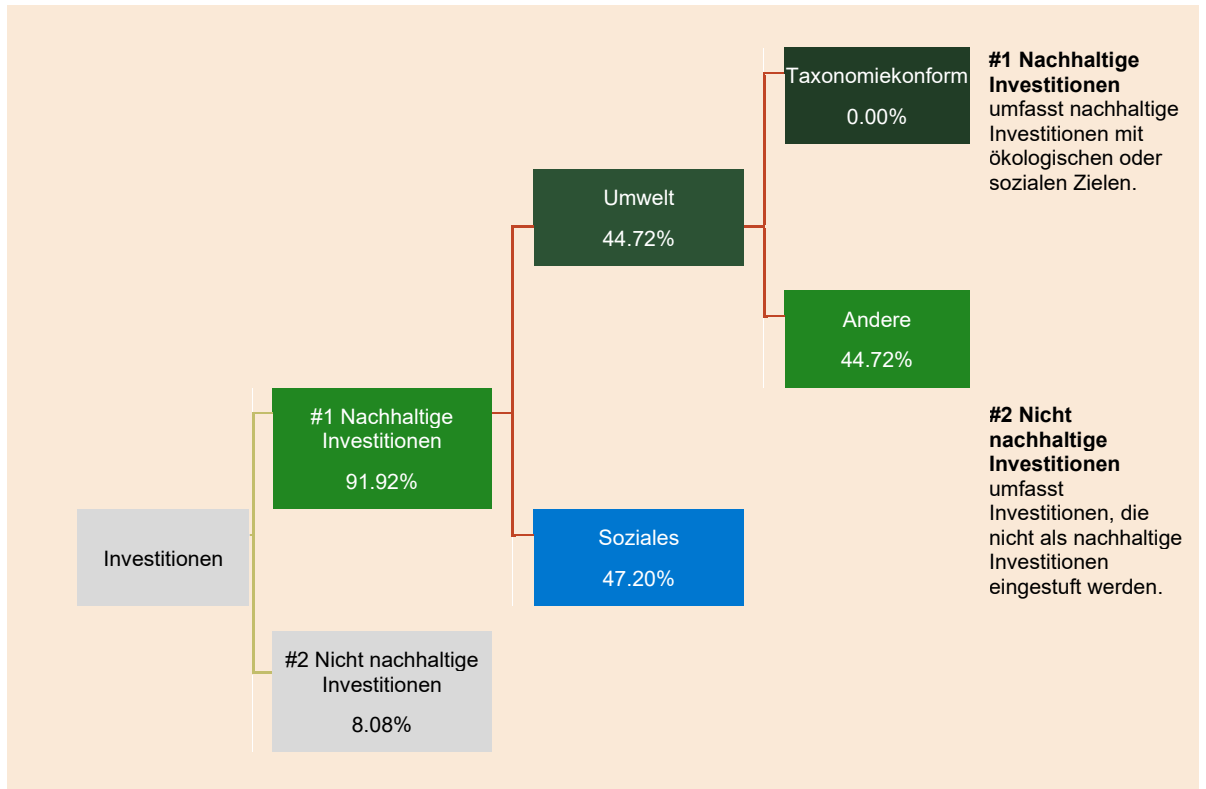 Taxonomiekonform
0.00%
#1 Nachhaltige
Investitionen
umfasst nachhaltige
Investitionen mit
ökologischen oder
sozialen Zielen.
Umwelt
44.72%
Andere
44.72%
#1 Nachhaltige
Investitionen
91.92%
#2 Nicht
nachhaltige
Investitionen
umfasst
Investitionen, die
nicht als nachhaltige
Investitionen
eingestuft werden.
Investitionen
Soziales
47.20%
#2 Nicht nachhaltige
Investitionen
8.08%